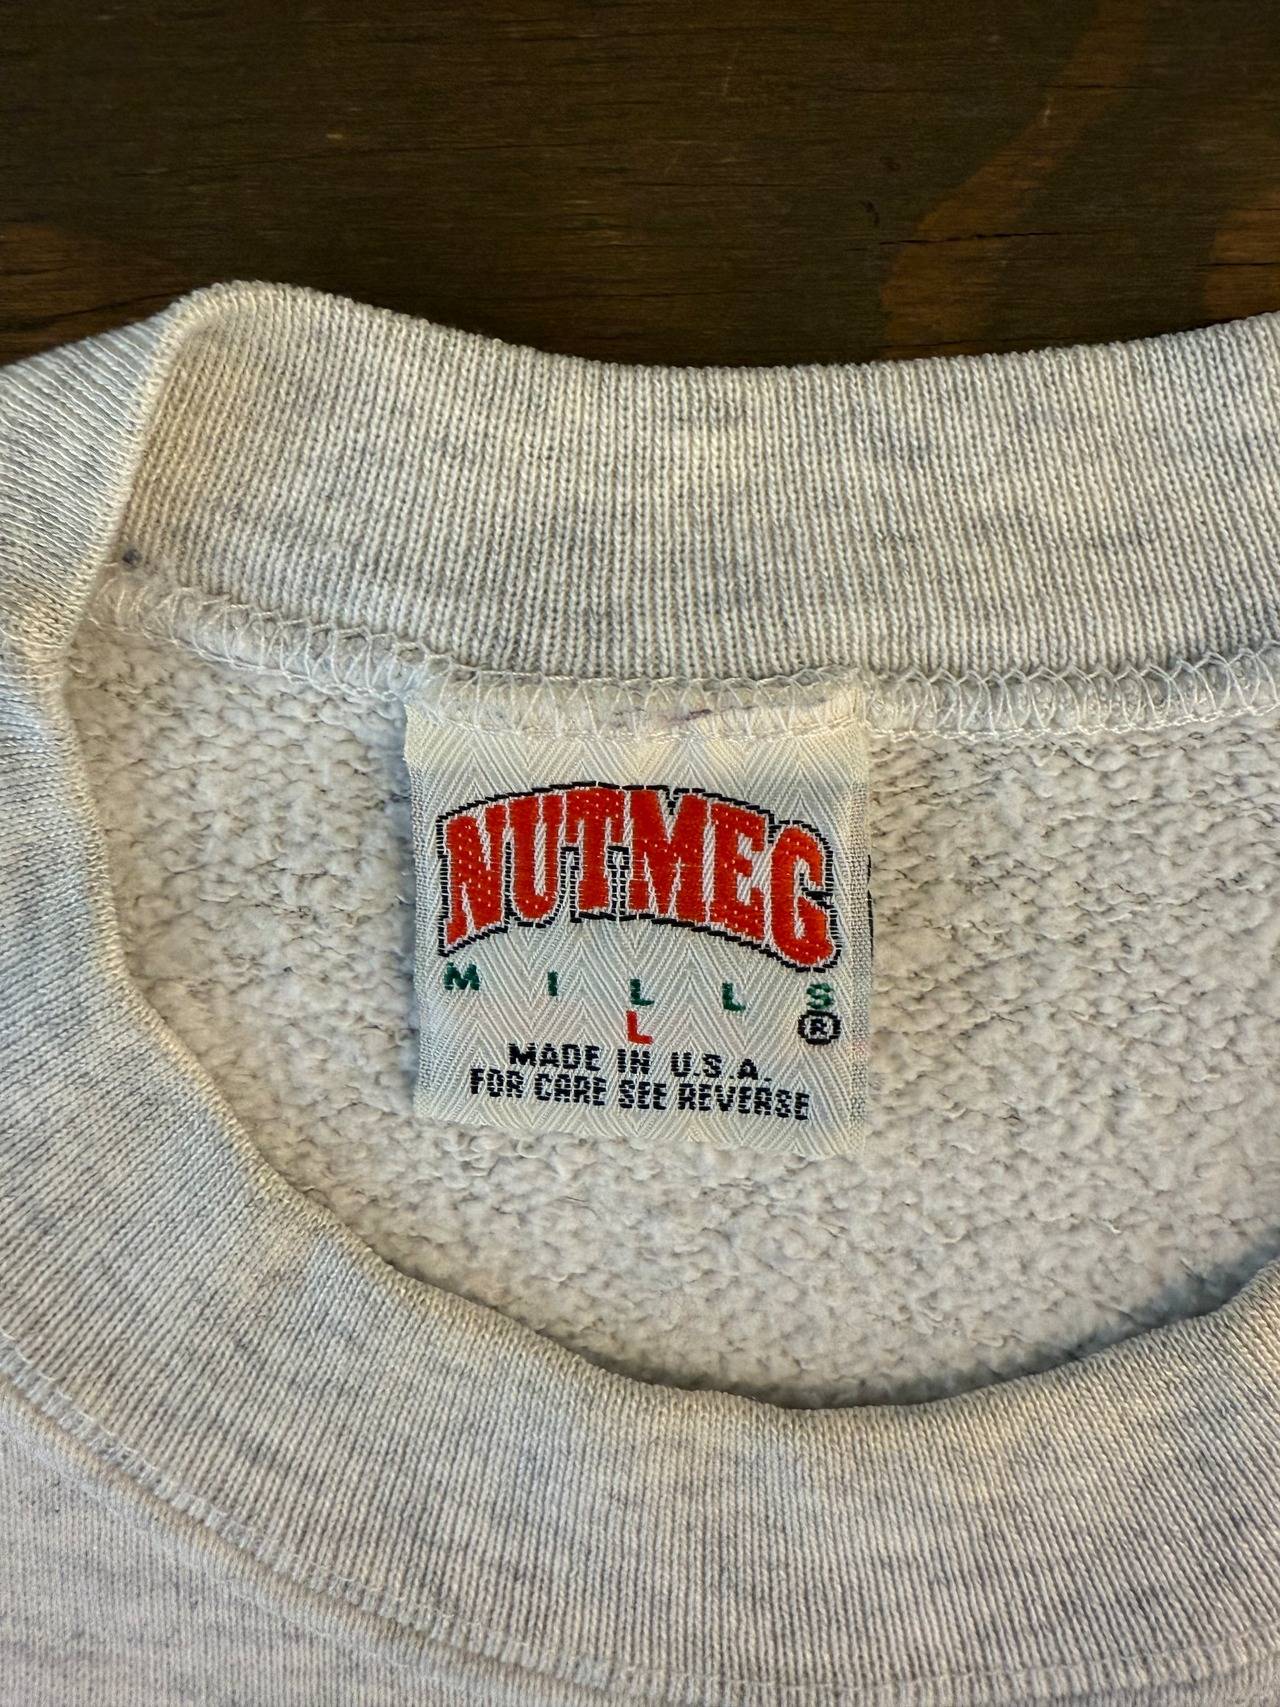 NUTMEG
MILLS
®
L
MADE IN U.S.A.
FOR CARE SEE REVERSE